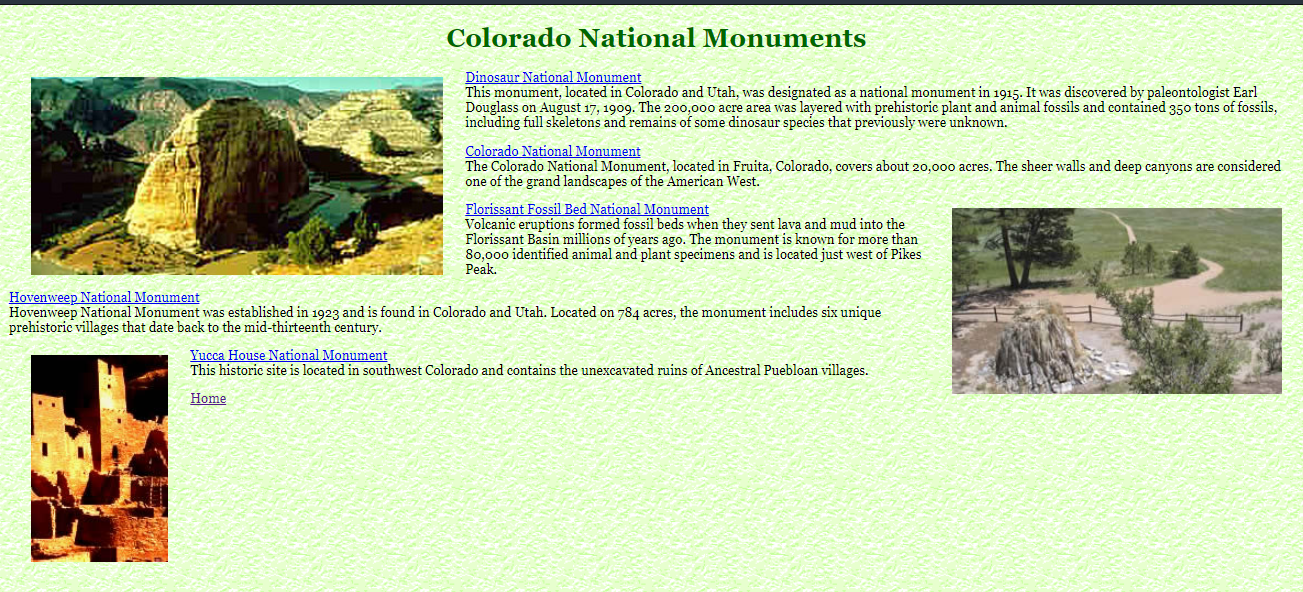 Colorado National Monuments
Dinosaur National Monument
This monument, located in Colorado and Utah, was designated as a national monument in 1915. It was discovered by paleontologist Earl
Douglass on August 17, 1909. The 200,000 acre area was layered with prehistoric plant and animal fossils and contained 350 tons of fossils,
including full skeletons and remains of some dinosaur species that previously were unknown.
Colorado National Monument
The Colorado National Monument, located in Fruita, Colorado, covers about 20,000 acres. The sheer walls and deep canyons are considered
one of the grand landscapes of the American West.
Florissant Fossil Bed National Monument
Volcanic eruptions formed fossil beds when they sent lava and mud into the
Florissant Basin millions of years ago. The monument is known for more than
80,000 identified animal and plant specimens and is located just west of Pikes
Peak.
Hovenweep National Monument
Hovenweep National Monument was established in 1923 and is found in Colorado and Utah. Located on 784 acres, the monument includes six unique
prehistoric villages that date back to the mid-thirteenth century.
Yucca House National Monument
This historic site is located in southwest Colorado and contains the unexcavated ruins of Ancestral Puebloan villages.
Home